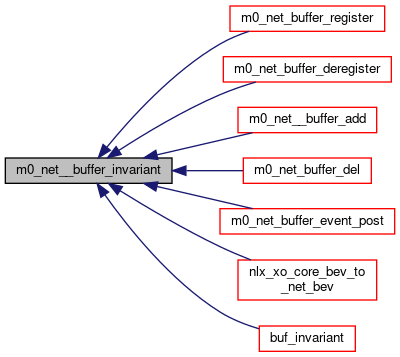 m0_net_buffer_register
m0_net_buffer_deregister
m0_net__buffer_add
m0_net__buffer_invariant
m0_net_buffer_del
m0_net_buffer_event_post
nlx_xo_core_bev_to
_net_bev
buf_invariant